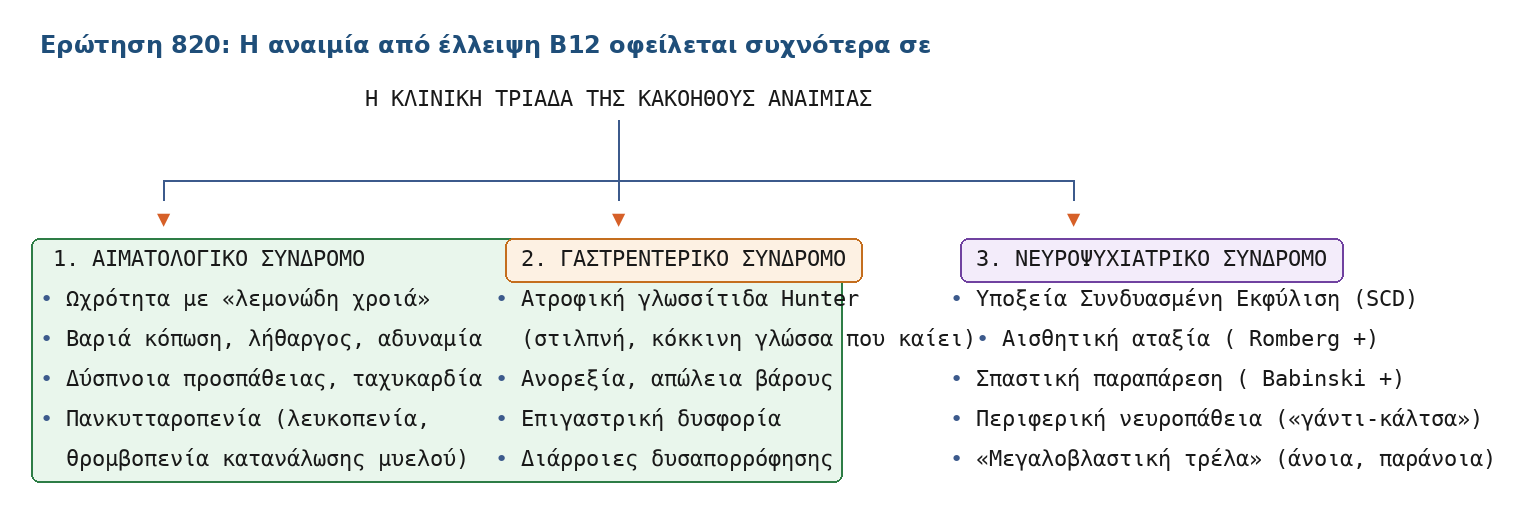 Ερώτηση 820: Η αναιμία από έλλειψη B12 οφείλεται συχνότερα σε
Η ΚΛΙΝΙΚΗ ΤΡΙΑΔΑ ΤΗΣ ΚΑΚΟΗΘΟΥΣ ΑΝΑΙΜΙΑΣ
1. ΑΙΜΑΤΟΛΟΓΙΚΟ ΣΥΝΔΡΟΜΟ
• Ωχρότητα με «λεμονώδη χροιά»
• Βαριά κόπωση, λήθαργος, αδυναμία
• Δύσπνοια προσπάθειας, ταχυκαρδία
• Πανκυτταροπενία (λευκοπενία,
θρομβοπενία κατανάλωσης μυελού)
2. ΓΑΣΤΡΕΝΤΕΡΙΚΟ ΣΥΝΔΡΟΜΟ
• Ατροφική γλωσσίτιδα Hunter
(στιλπνή, κόκκινη γλώσσα που καίει)
• Ανορεξία, απώλεια βάρους
• Επιγαστρική δυσφορία
• Διάρροιες δυσαπορρόφησης
3. ΝΕΥΡΟΨΥΧΙΑΤΡΙΚΟ ΣΥΝΔΡΟΜΟ
• Υποξεία Συνδυασμένη Εκφύλιση (SCD)
• Αισθητική αταξία ( Romberg +)
• Σπαστική παραπάρεση ( Babinski +)
• Περιφερική νευροπάθεια («γάντι-κάλτσα»)
• «Μεγαλοβλαστική τρέλα» (άνοια, παράνοια)